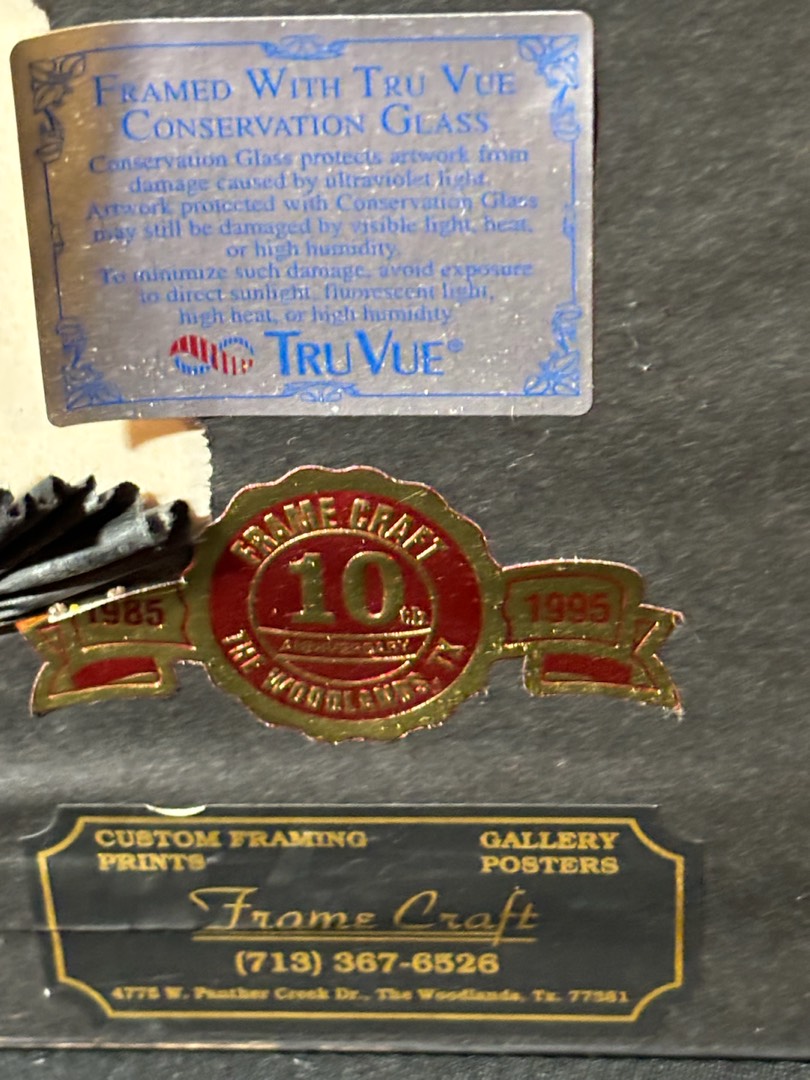 FRAMED WITH TRU VUE
CONSERVATION GLASS
Conservation Glass protects artwork from
damage caused by ultraviolet light.
Artwork protected with Conservation Glass
may still be damaged by visible light, heat,
or high humidity.
To minimize such damage, avoid exposure
to direct sunlight, fluorescent light,
high heat, or high humidity
TRU VUE®
FRAME CRAFT
1985
10TH
1995
ANNIVERSARY
THE WOODLANDS, TX
CUSTOM FRAMING GALLERY
PRINTS POSTERS
Frame Craft
(713) 367-6526
4775 W. Panther Creek Dr., The Woodlands, Tx. 77381